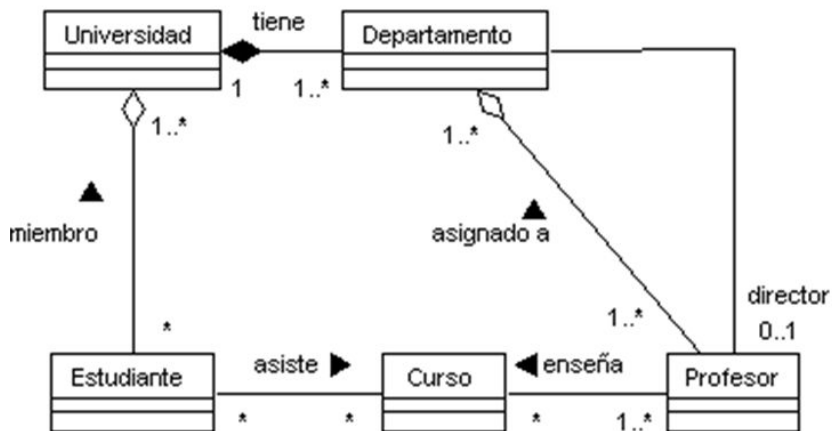 tiene
Universidad
Departamento
1
1..*
1..*
1..*
miembro
asignado a
director
*
1..*
0..1
Estudiante
asiste
Curso
enseña
Profesor
*
*
*
1..*